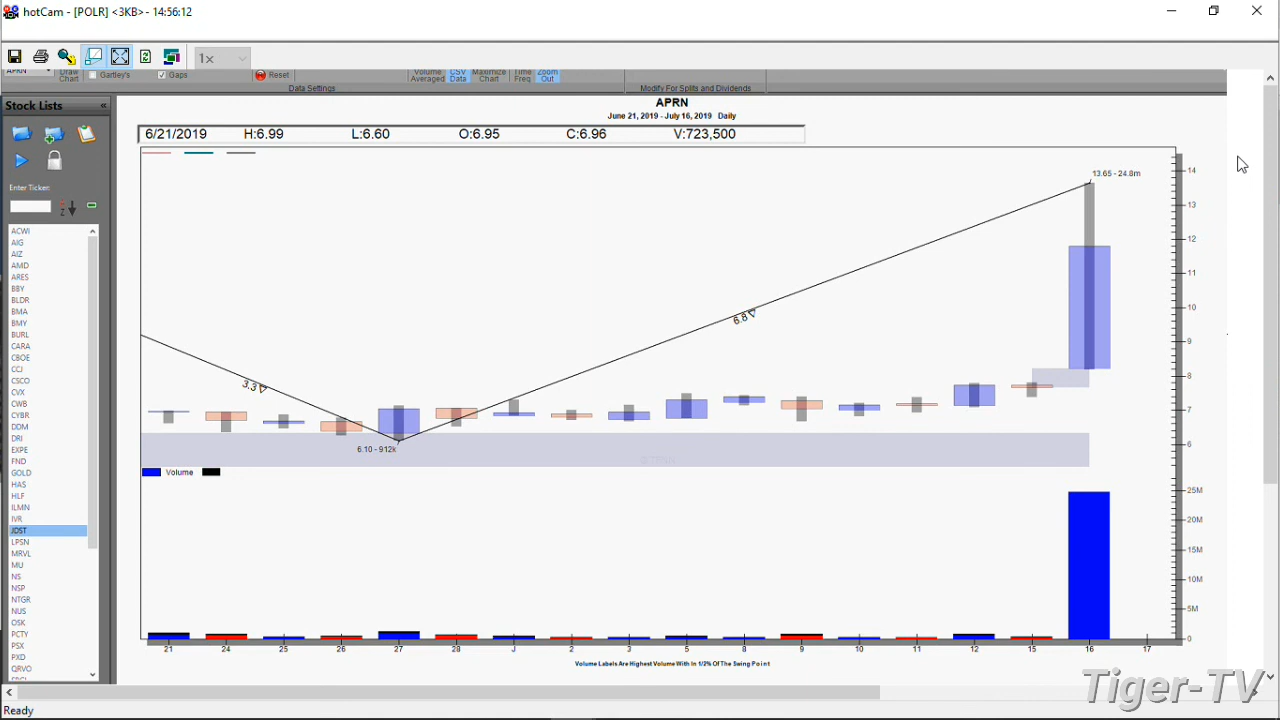 hotCam - [POLR] <3KB> - 14:56:12
1x
APRN
Draw Chart
Gartley's
Gaps
Reset
Volume Averaged
CSV Data
Maximize Chart
Time Freq
Zoom Out
Data Settings
Modify For Splits and Dividends
Stock Lists «
APRN
June 21, 2019 - July 16, 2019 Daily
6/21/2019 H:6.99 L:6.60 O:6.95 C:6.96 V:723,500
Enter Ticker:
ACWI
AIG
AIZ
AMD
ARES
BBY
BLDR
BMA
BMY
BURL
CARA
CBOE
CCJ
CSCO
CVX
CWB
CYBR
DDM
DRI
EXPE
FND
GOLD
HAS
HLF
ILMN
IVR
JDST
LPSN
MRVL
MU
NS
NSP
NTGR
NUS
OSK
PCTY
PSX
PXD
QRVO
13.65 - 24.8m
3.3
6.8
6.10 - 912k
14
13
12
11
10
9
8
7
6
Volume
25M
20M
15M
10M
5M
0
21 24 25 26 27 28 J 2 3 5 8 9 10 11 12 15 16 17
Volume Labels Are Highest Volume With In 1/2% Of The Swing Point
Tiger-TV
Ready